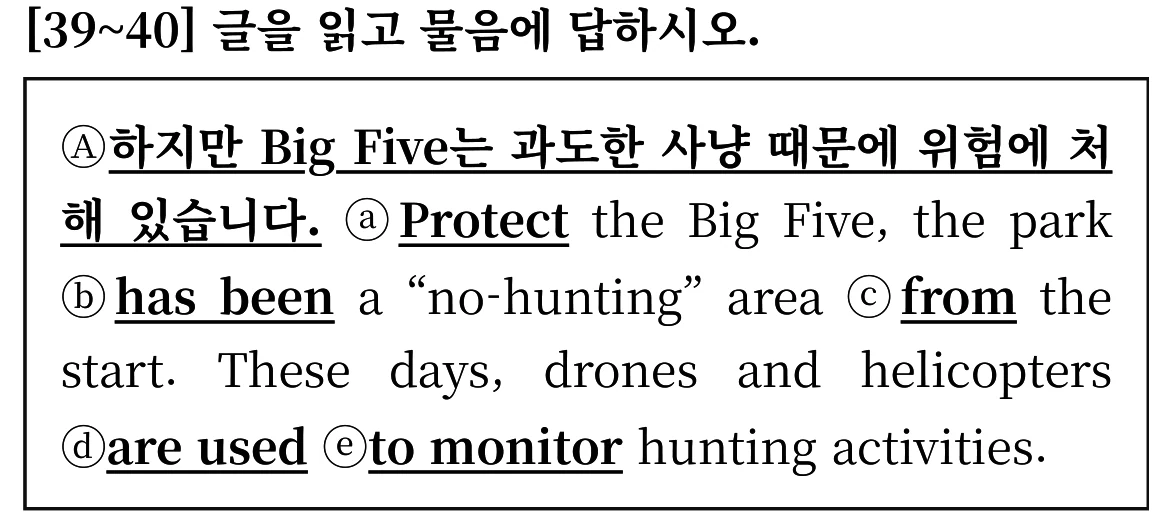 [39~40] 글을 읽고 물음에 답하시오.
Ⓐ하지만 Big Five는 과도한 사냥 때문에 위험에 처
해 있습니다. ⓐProtect the Big Five, the park
ⓑhas been a “no-hunting” area ⓒfrom the
start. These days, drones and helicopters
ⓓare used ⓔto monitor hunting activities.